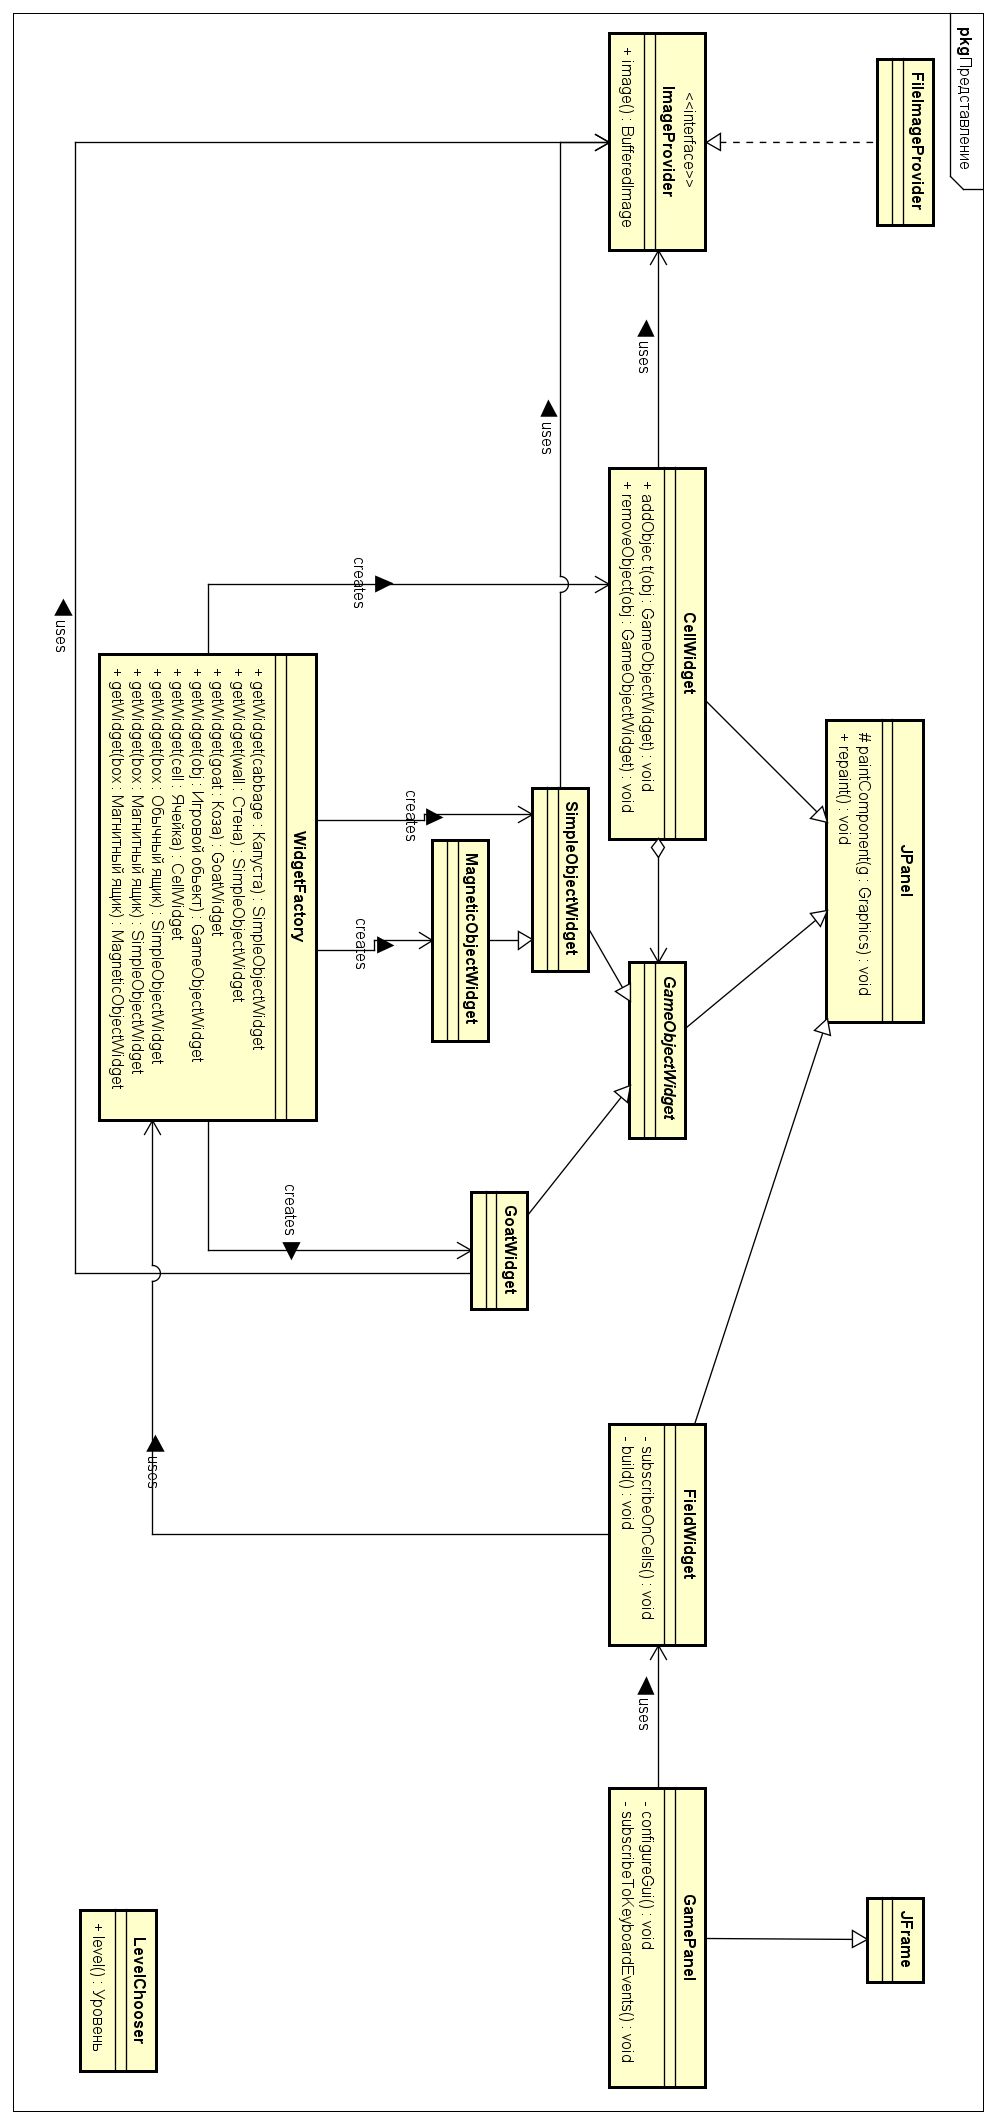 pkgПредставление
FileImageProvider
JPanel
# paintComponent(g : Graphics) : void
+ repaint() : void
JFrame
<<interface>>
ImageProvider
+ image() : BufferedImage
uses
CellWidget
+ addObjec t(obj : GameObjectWidget) : void
+ removeObject(obj : GameObjectWidget) : void
GameObjectWidget
FieldWidget
- subscribeOnCells() : void
- build() : void
uses
GamePanel
- configureGui() : void
- subscribeToKeyboardEvents() : void
uses
SimpleObjectWidget
GoatWidget
MagneticObjectWidget
creates
creates
creates
creates
WidgetFactory
+ getWidget(cabbage : Капуста) : SimpleObjectWidget
+ getWidget(wall : Стена) : SimpleObjectWidget
+ getWidget(goat : Коза) : GoatWidget
+ getWidget(obj : Игровой обьект) : GameObjectWidget
+ getWidget(cell : Ячейка) : CellWidget
+ getWidget(box : Обычный ящик) : SimpleObjectWidget
+ getWidget(box : Магнитный ящик) : SimpleObjectWidget
+ getWidget(box : Магнитный ящик) : MagneticObjectWidget
uses
uses
LevelChooser
+ level() : Уровень